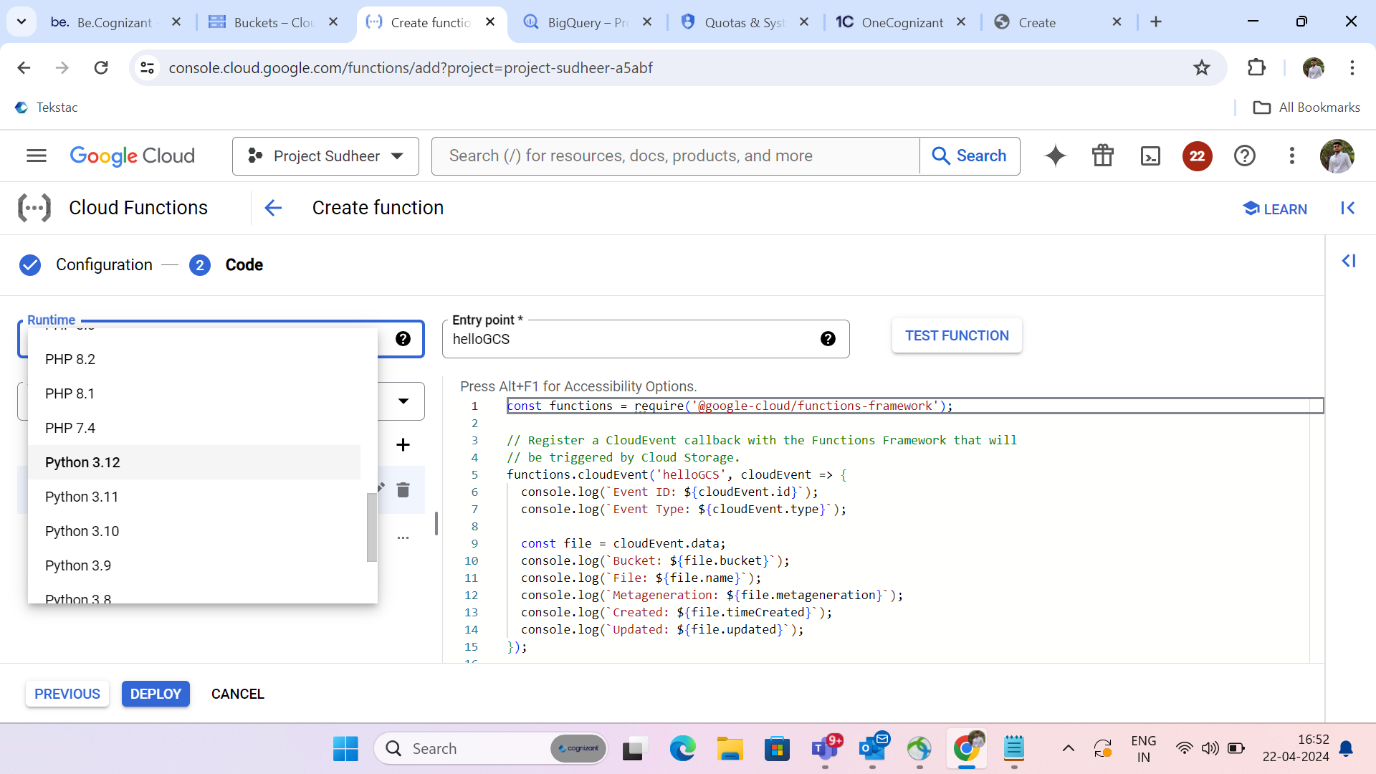 be. Be.Cognizant
Buckets – Clou
Create functio
BigQuery – Pr
Quotas & Syst
1C OneCognizant
Create
console.cloud.google.com/functions/add?project=project-sudheer-a5abf
Tekstac
All Bookmarks
Google Cloud
Project Sudheer
Search (/) for resources, docs, products, and more
Search
22
Cloud Functions
Create function
LEARN
Configuration
2 Code
Runtime
PHP 8.2
PHP 8.1
PHP 7.4
Python 3.12
Python 3.11
Python 3.10
Python 3.9
Python 3.8
Entry point *
helloGCS
TEST FUNCTION
Press Alt+F1 for Accessibility Options.
1 const functions = require('@google-cloud/functions-framework');
2
3 // Register a CloudEvent callback with the Functions Framework that will
4 // be triggered by Cloud Storage.
5 functions.cloudEvent('helloGCS', cloudEvent => {
6 console.log(`Event ID: ${cloudEvent.id}`);
7 console.log(`Event Type: ${cloudEvent.type}`);
8
9 const file = cloudEvent.data;
10 console.log(`Bucket: ${file.bucket}`);
11 console.log(`File: ${file.name}`);
12 console.log(`Metageneration: ${file.metageneration}`);
13 console.log(`Created: ${file.timeCreated}`);
14 console.log(`Updated: ${file.updated}`);
15 });
PREVIOUS
DEPLOY
CANCEL
Search
cognizant
9+
ENG
IN
16:52
22-04-2024